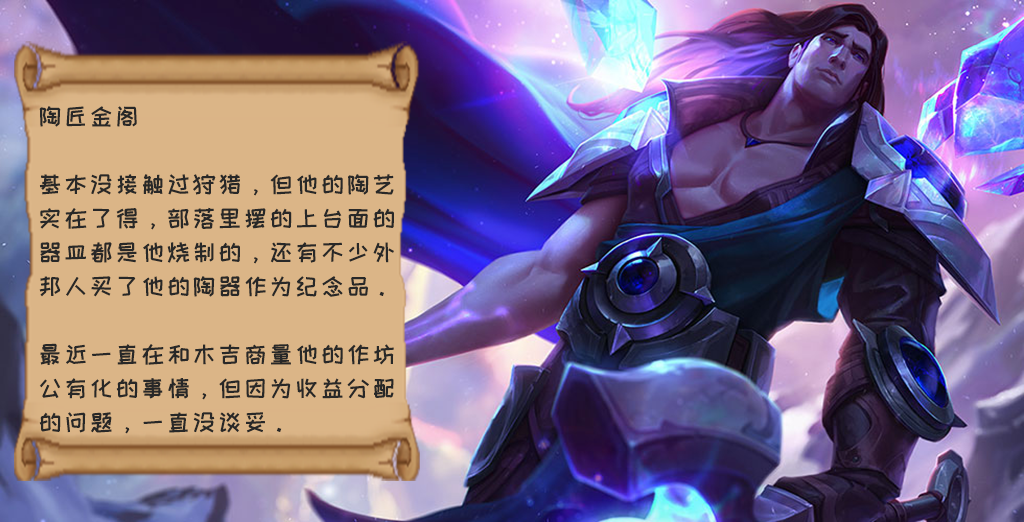 陶匠金阁
基本没接触过狩猎，但他的陶艺
实在了得，部落里摆的上台面的
器皿都是他烧制的，还有不少外
邦人买了他的陶器作为纪念品。
最近一直在和木吉商量他的作坊
公有化的事情，但因为收益分配
的问题，一直没谈妥。